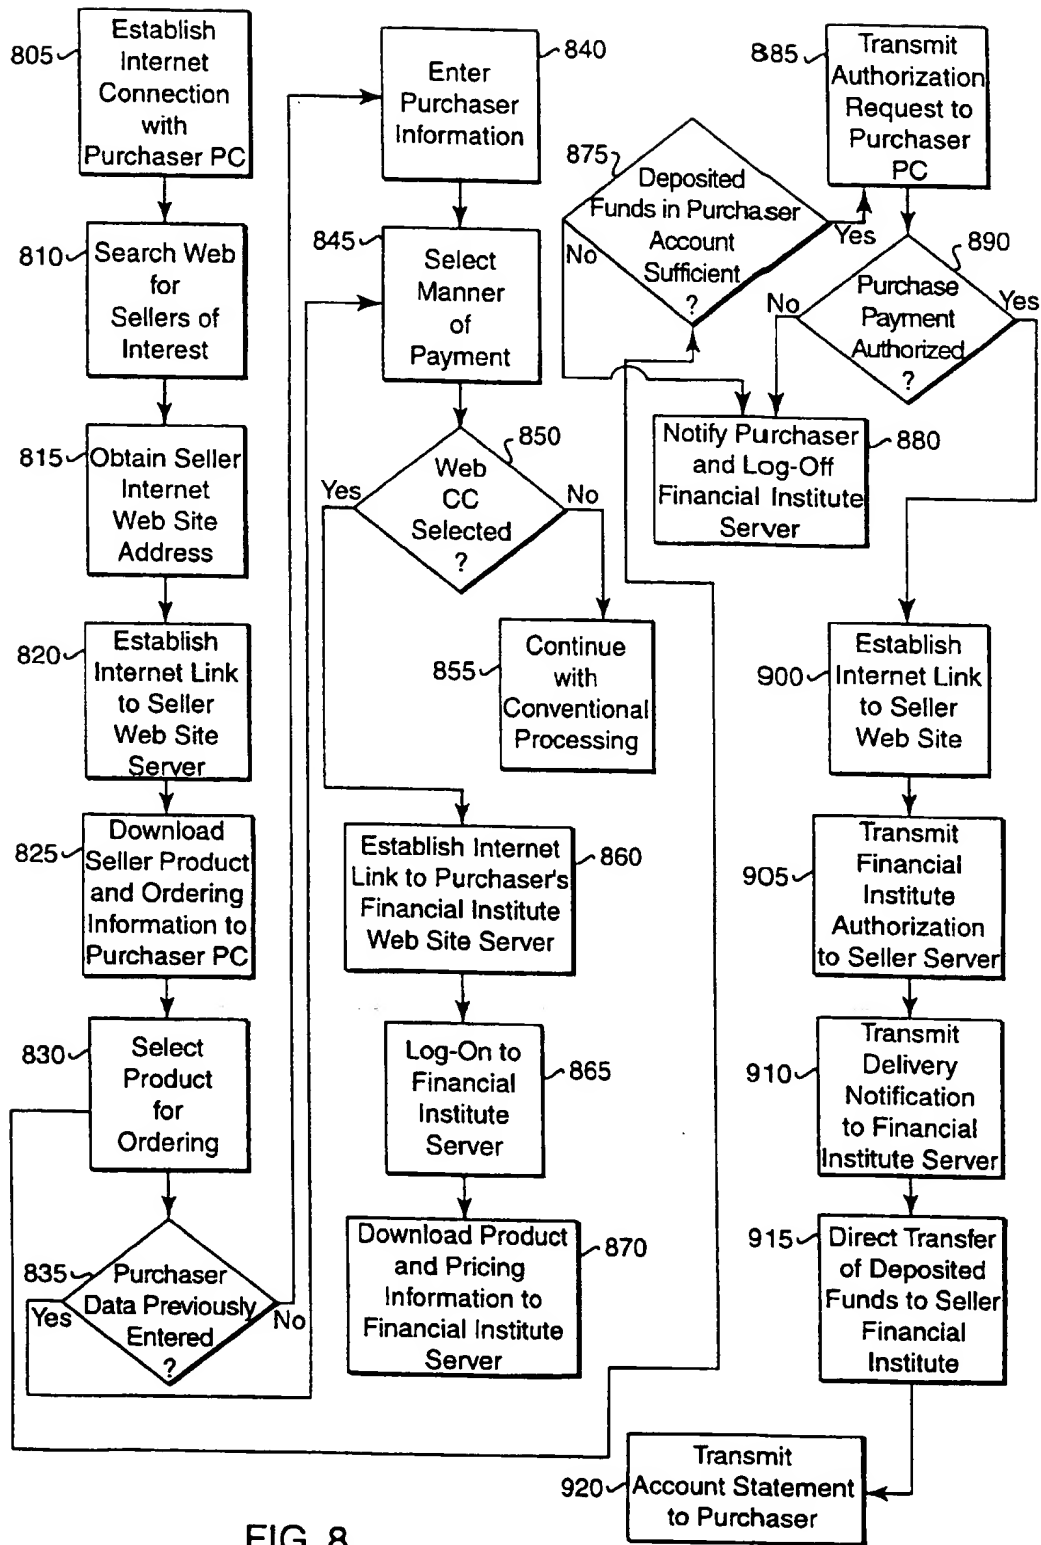 805
Establish
Internet
Connection
with
Purchaser PC
810
Search Web
for
Sellers of
Interest
815
Obtain Seller
Internet
Web Site
Address
820
Establish
Internet Link
to Seller
Web Site
Server
825
Download
Seller Product
and Ordering
Information to
Purchaser PC
830
Select
Product
for
Ordering
835
Purchaser
Data Previously
Entered
?
Yes
No
840
Enter
Purchaser
Information
845
Select
Manner
of
Payment
850
Web
CC
Selected
?
Yes
No
855
Continue
with
Conventional
Processing
860
Establish Internet
Link to Purchaser's
Financial Institute
Web Site Server
865
Log-On to
Financial
Institute
Server
870
Download Product
and Pricing
Information to
Financial Institute
Server
875
Deposited
Funds in Purchaser
Account
Sufficient
?
No
Yes
880
Notify Purchaser
and Log-Off
Financial Institute
Server
885
Transmit
Authorization
Request to
Purchaser
PC
890
Purchase
Payment
Authorized
?
No
Yes
900
Establish
Internet Link
to Seller
Web Site
905
Transmit
Financial
Institute
Authorization
to Seller Server
910
Transmit
Delivery
Notification
to Financial
Institute Server
915
Direct Transfer
of Deposited
Funds to Seller
Financial
Institute
920
Transmit
Account Statement
to Purchaser
FIG. 8